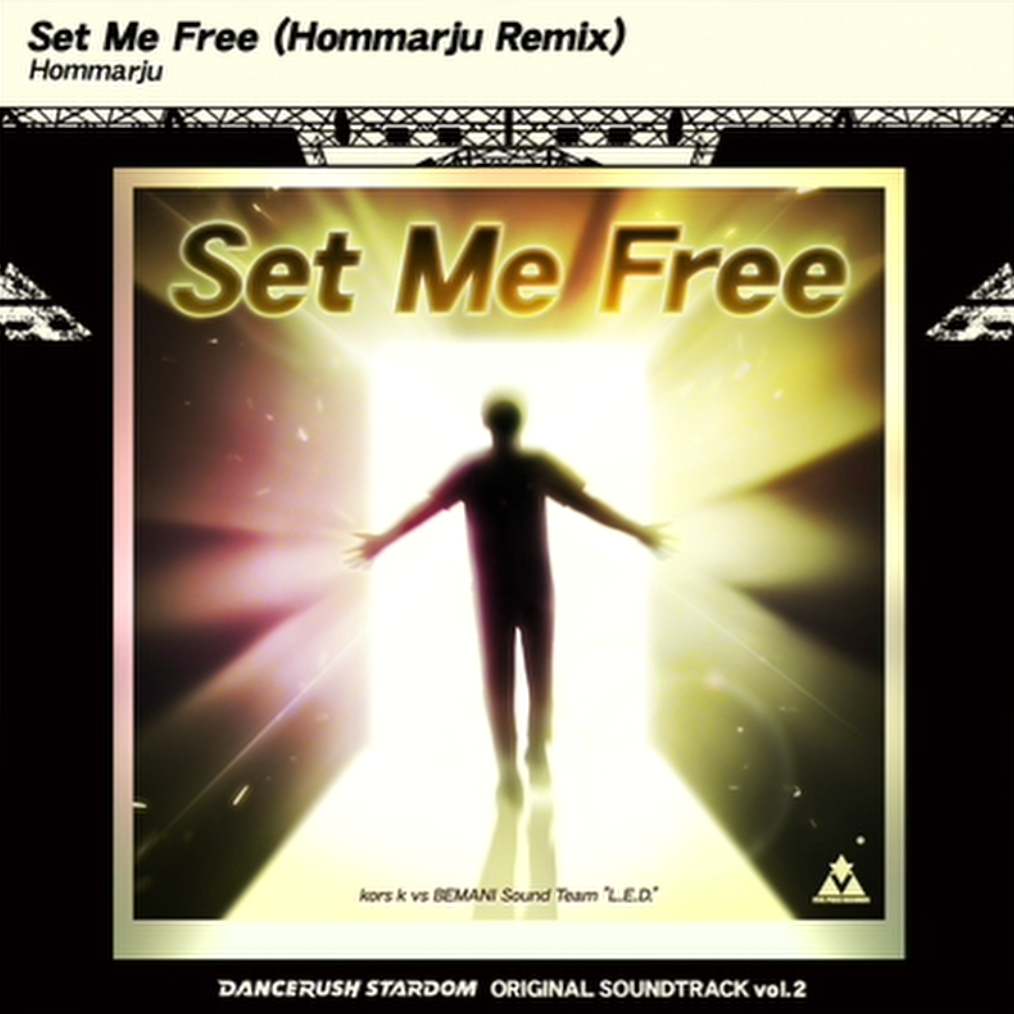 Set Me Free (Hommarju Remix)
Hommarju
Set Me Free
kors k vs BEMANI Sound Team "L.E.D."
DANCERUSH STARDOM ORIGINAL SOUNDTRACK vol.2